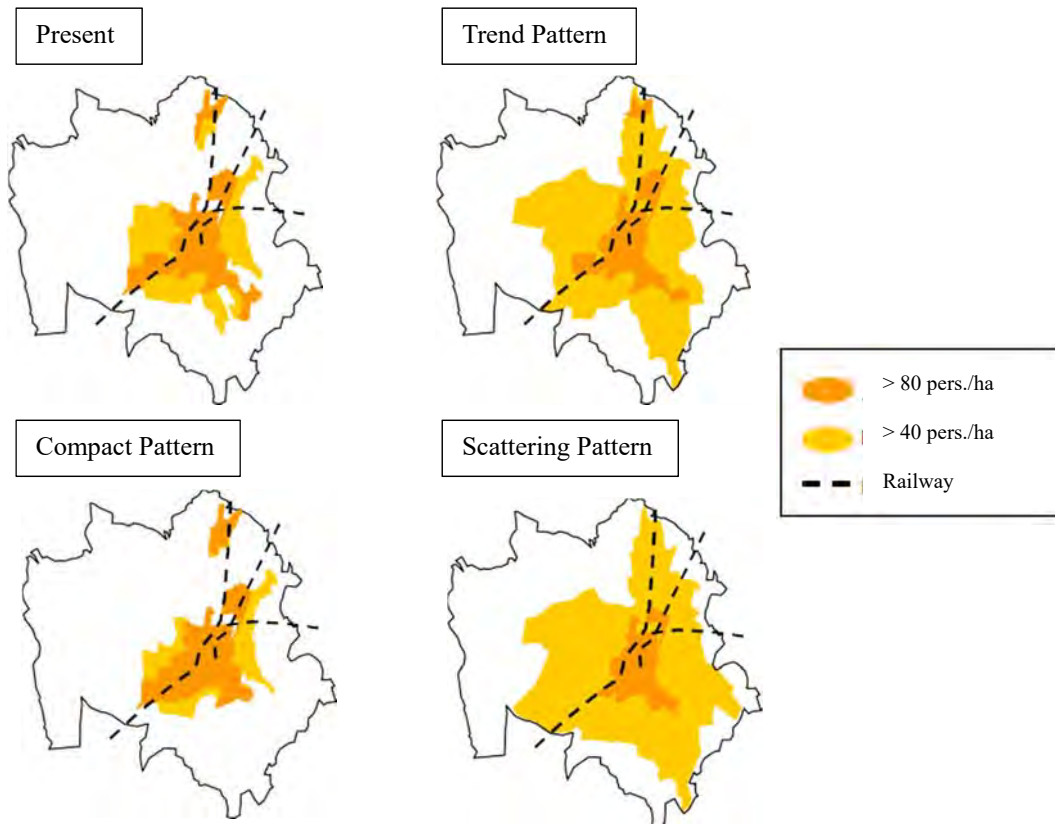 Present
Trend Pattern
> 80 pers./ha
> 40 pers./ha
Railway
Compact Pattern
Scattering Pattern